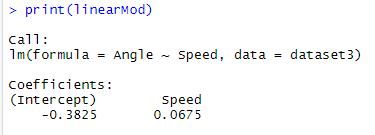 > print(linearMod)
Call:
lm(formula = Angle ~ Speed, data = dataset3)
Coefficients:
(Intercept)        Speed
    -0.3825       0.0675